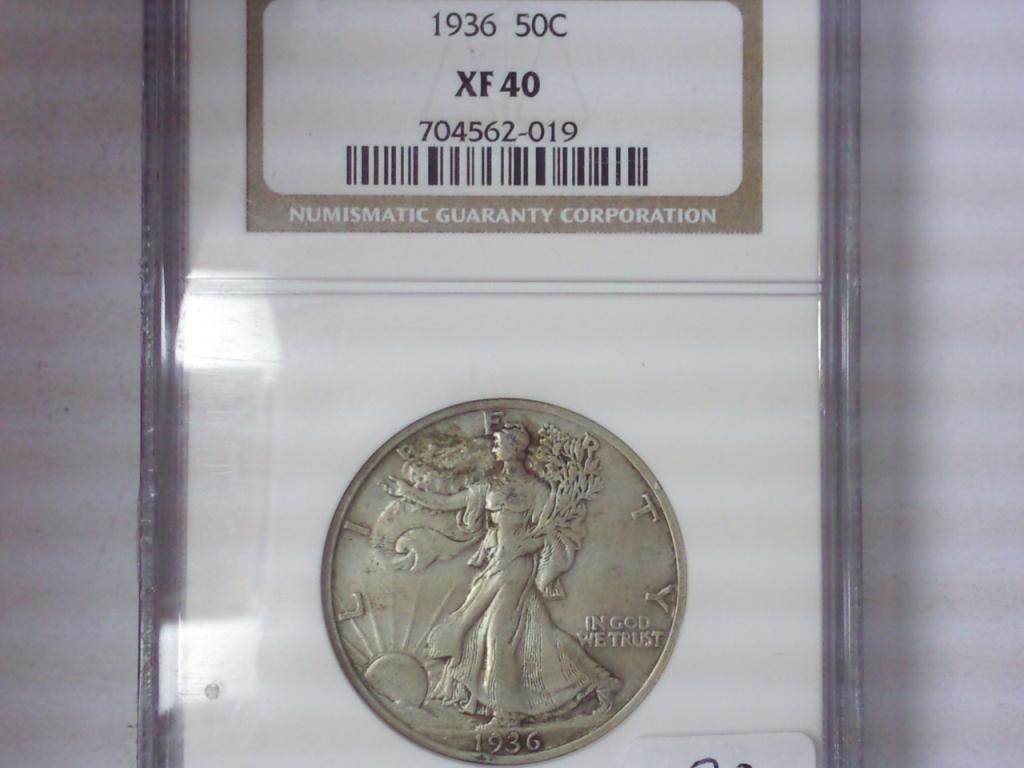 1936 50C
XF 40
704562-019
NUMISMATIC GUARANTY CORPORATION
LIBERTY
IN GOD
WE TRUST
1936